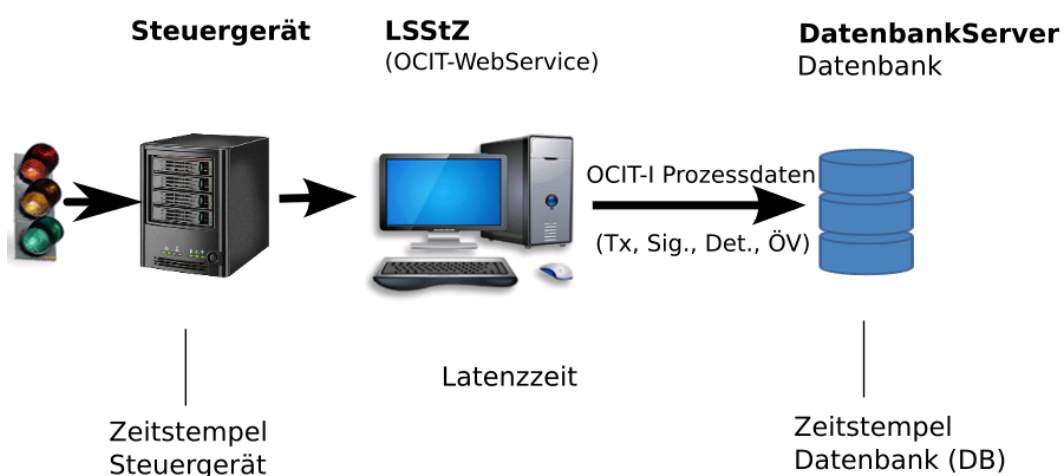 Steuergerät
LSStZ
(OCIT-WebService)
DatenbankServer
Datenbank
OCIT-I Prozessdaten
(Tx, Sig., Det., ÖV)
Latenzzeit
Zeitstempel
Steuergerät
Zeitstempel
Datenbank (DB)